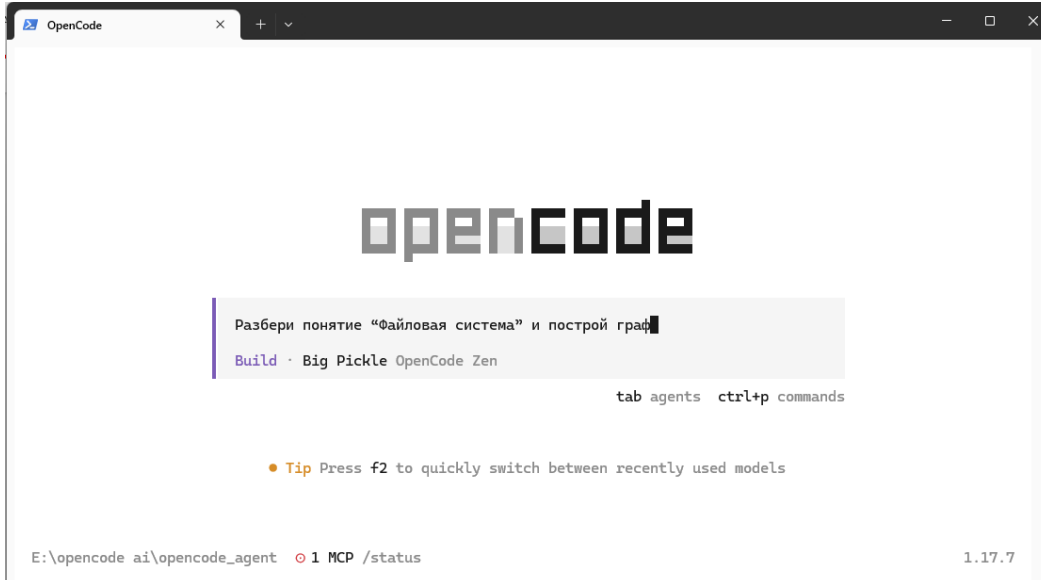 OpenCode
opencode
Разбери понятие “Файловая система” и построй граф
Build · Big Pickle OpenCode Zen
tab agents ctrl+p commands
● Tip Press f2 to quickly switch between recently used models
E:\opencode ai\opencode_agent ⊙ 1 MCP /status
1.17.7